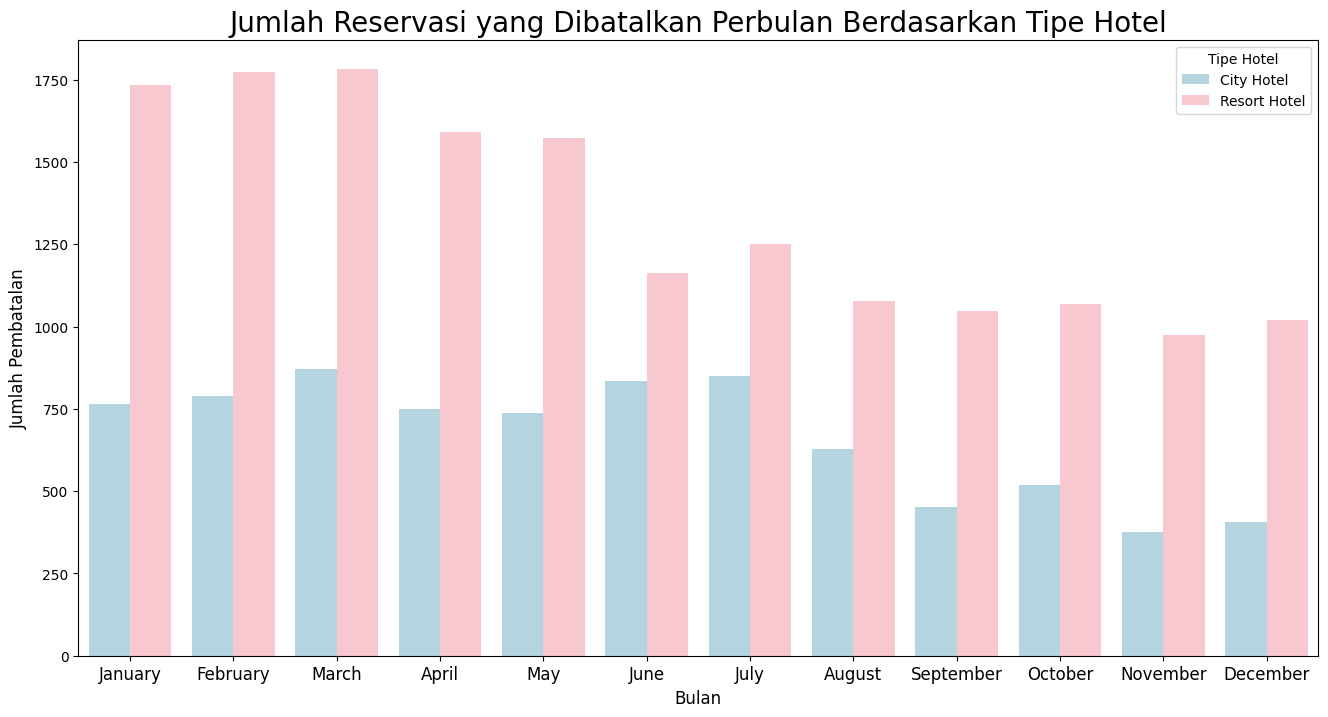 Jumlah Reservasi yang Dibatalkan Perbulan Berdasarkan Tipe Hotel
Tipe Hotel
City Hotel
Resort Hotel
Jumlah Pembatalan
1750
1500
1250
1000
750
500
250
0
January February March April May June July August September October November December
Bulan